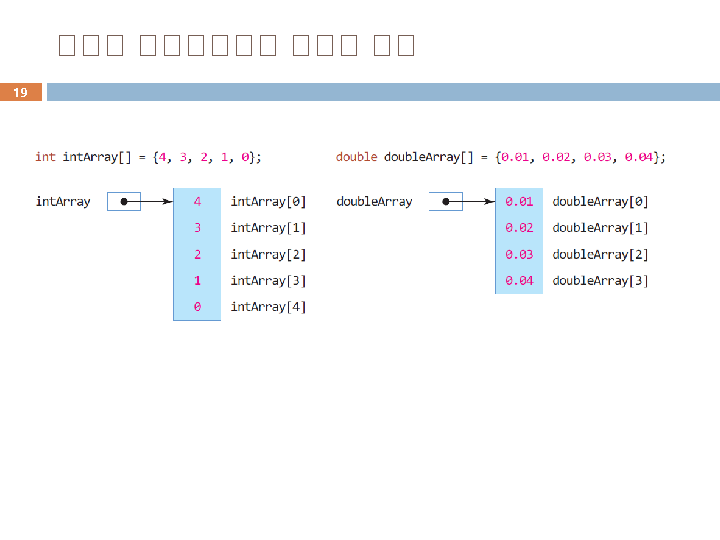 19
int intArray[] = {4, 3, 2, 1, 0};
intArray
4 intArray[0]
3 intArray[1]
2 intArray[2]
1 intArray[3]
0 intArray[4]
double doubleArray[] = {0.01, 0.02, 0.03, 0.04};
doubleArray
0.01 doubleArray[0]
0.02 doubleArray[1]
0.03 doubleArray[2]
0.04 doubleArray[3]